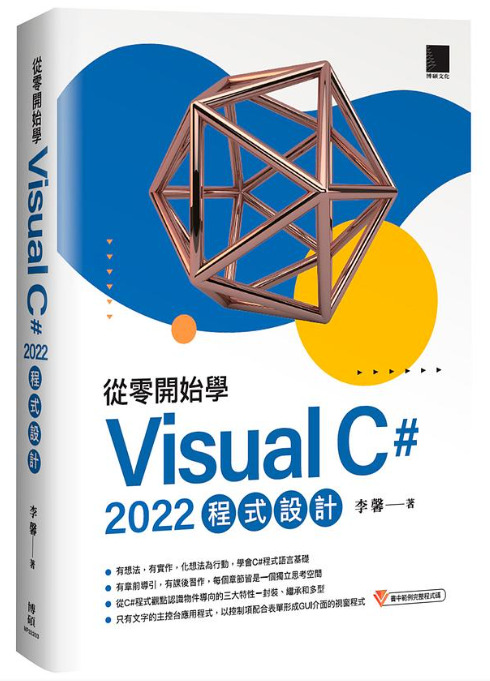 從零開始學
Visual C#
2022
程式設計
李馨——著
博碩
博碩文化
從零開始學
Visual C#
2022 程式設計 李馨——著
有想法，有實作，化想法為行動，學會C#程式語言基礎
有章前導引，有課後習作，每個章節皆是一個獨立思考空間
從C#程式觀點認識物件導向的三大特性－封裝、繼承和多型
只有文字的主控台應用程式，以控制項配合表單形成GUI介面的視窗程式
書中範例完整程式碼